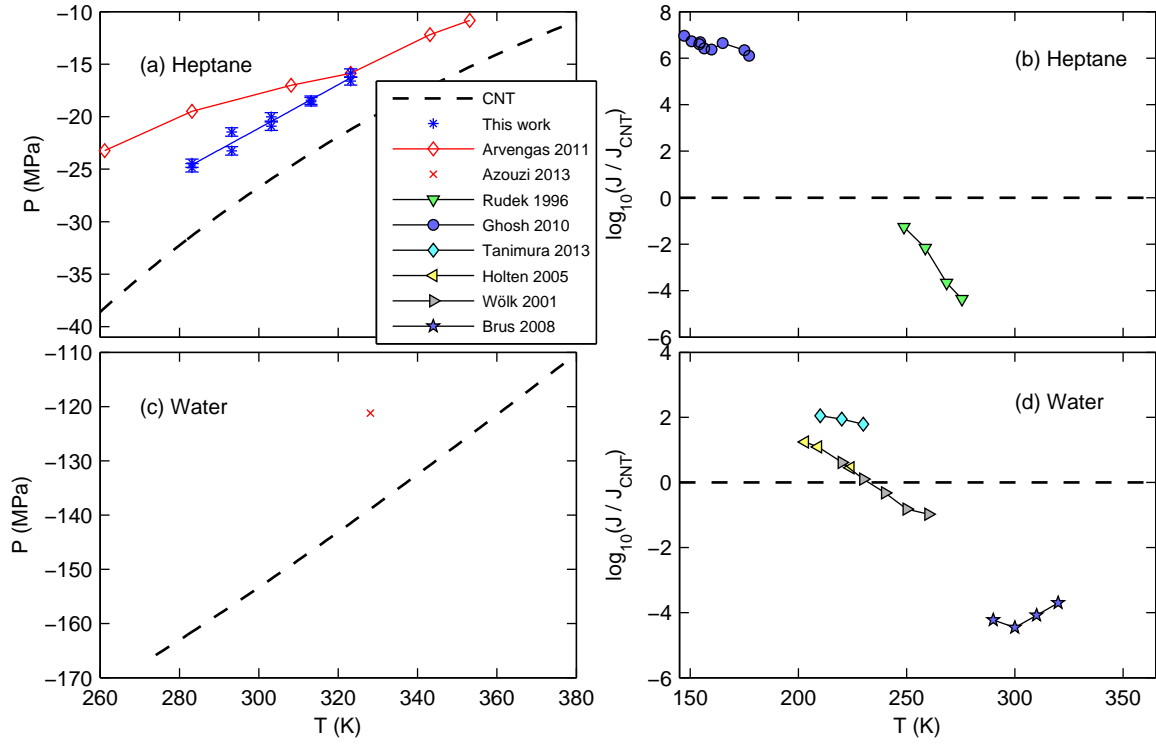 −10
−15
−20
−25
−30
−35
−40
P (MPa)
(a) Heptane
CNT
This work
Arvengas 2011
Azouzi 2013
Rudek 1996
Ghosh 2010
Tanimura 2013
Holten 2005
Wölk 2001
Brus 2008
8
6
4
2
0
−2
−4
−6
log10(J / JCNT)
(b) Heptane
150 200 250 300 350
−110
−120
−130
−140
−150
−160
−170
P (MPa)
(c) Water
260 280 300 320 340 360 380
T (K)
4
2
0
−2
−4
−6
log10(J / JCNT)
(d) Water
150 200 250 300 350
T (K)